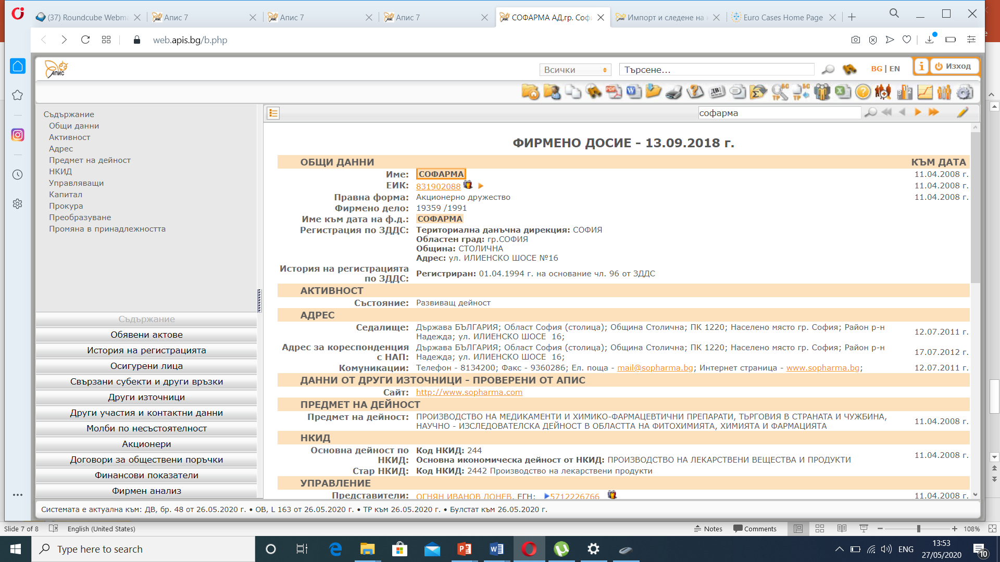 (37) Roundcube Webma
Апис 7
Апис 7
Апис 7
СОФАРМА АД,гр. Софи
Импорт и следене на
Euro Cases Home Page
web.apis.bg/b.php
АПИС
Всички
Търсене...
BG | EN
i
Изход
софарма
Съдържание
Общи данни
Активност
Адрес
Предмет на дейност
НКИД
Управляващи
Капитал
Прокура
Преобразуване
Промяна в принадлежността
Съдържание
Обявени актове
История на регистрацията
Осигурени лица
Свързани субекти и други връзки
Други източници
Други участия и контактни данни
Молби по несъстоятелност
Акционери
Договори за обществени поръчки
Финансови показатели
Фирмен анализ
ФИРМЕНО ДОСИЕ - 13.09.2018 г.
ОБЩИ ДАННИ КЪМ ДАТА
Име: СОФАРМА 11.04.2008 г.
ЕИК: 831902088 11.04.2008 г.
Правна форма: Акционерно дружество 11.04.2008 г.
Фирмено дело: 19359 /1991
Име към дата на ф.д.: СОФАРМА
Регистрация по ЗДДС: Териториална данъчна дирекция: СОФИЯ
Областен град: гр.СОФИЯ
Община: СТОЛИЧНА
Адрес: ул. ИЛИЕНСКО ШОСЕ №16
История на регистрацията
по ЗДДС:
Регистриран: 01.04.1994 г. на основание чл. 96 от ЗДДС
АКТИВНОСТ
Състояние: Развиващ дейност
АДРЕС
Седалище: Държава БЪЛГАРИЯ; Област София (столица); Община Столична; ПК 1220; Населено място гр. София; Район р-н
Надежда; ул. ИЛИЕНСКО ШОСЕ 16; 12.07.2011 г.
Адрес за кореспонденция Държава БЪЛГАРИЯ; Област София (столица); Община Столична; ПК 1220; Населено място гр. София; Район р-н
с НАП: Надежда; ул. ИЛИЕНСКО ШОСЕ 16; 17.07.2012 г.
Комуникации: Телефон - 8134200; Факс - 9360286; Ел. поща - mail@sopharma.bg; Интернет страница - www.sopharma.bg; 12.07.2011 г.
ДАННИ ОТ ДРУГИ ИЗТОЧНИЦИ - ПРОВЕРЕНИ ОТ АПИС
Сайт: http://www.sopharma.com
ПРЕДМЕТ НА ДЕЙНОСТ
Предмет на дейност: ПРОИЗВОДСТВО НА МЕДИКАМЕНТИ И ХИМИКО-ФАРМАЦЕВТИЧНИ ПРЕПАРАТИ, ТЪРГОВИЯ В СТРАНАТА И ЧУЖБИНА,
НАУЧНО - ИЗСЛЕДОВАТЕЛСКА ДЕЙНОСТ В ОБЛАСТТА НА ФИТОХИМИЯТА, ХИМИЯТА И ФАРМАЦИЯТА 11.04.2008 г.
НКИД
Основна дейност по Код НКИД: 244
НКИД: Основна икономическа дейност от НКИД: ПРОИЗВОДСТВО НА ЛЕКАРСТВЕНИ ВЕЩЕСТВА И ПРОДУКТИ 11.04.2008 г.
Стар НКИД: Код НКИД: 2442 Производство на лекарствени продукти
УПРАВЛЕНИЕ
Представители: ОГНЯН ИВАНОВ ДОНЕВ, ЕГН: 5712226766 11.04.2008 г.
Системата е актуална към: ДВ, бр. 48 от 26.05.2020 г. • ОВ, L 163 от 26.05.2020 г. • ТР към 26.05.2020 г. • Булстат към 26.05.2020 г.
Slide 7 of 8
English (United States)
Notes
Comments
108%
Type here to search
ENG
13:53
27/05/2020
10